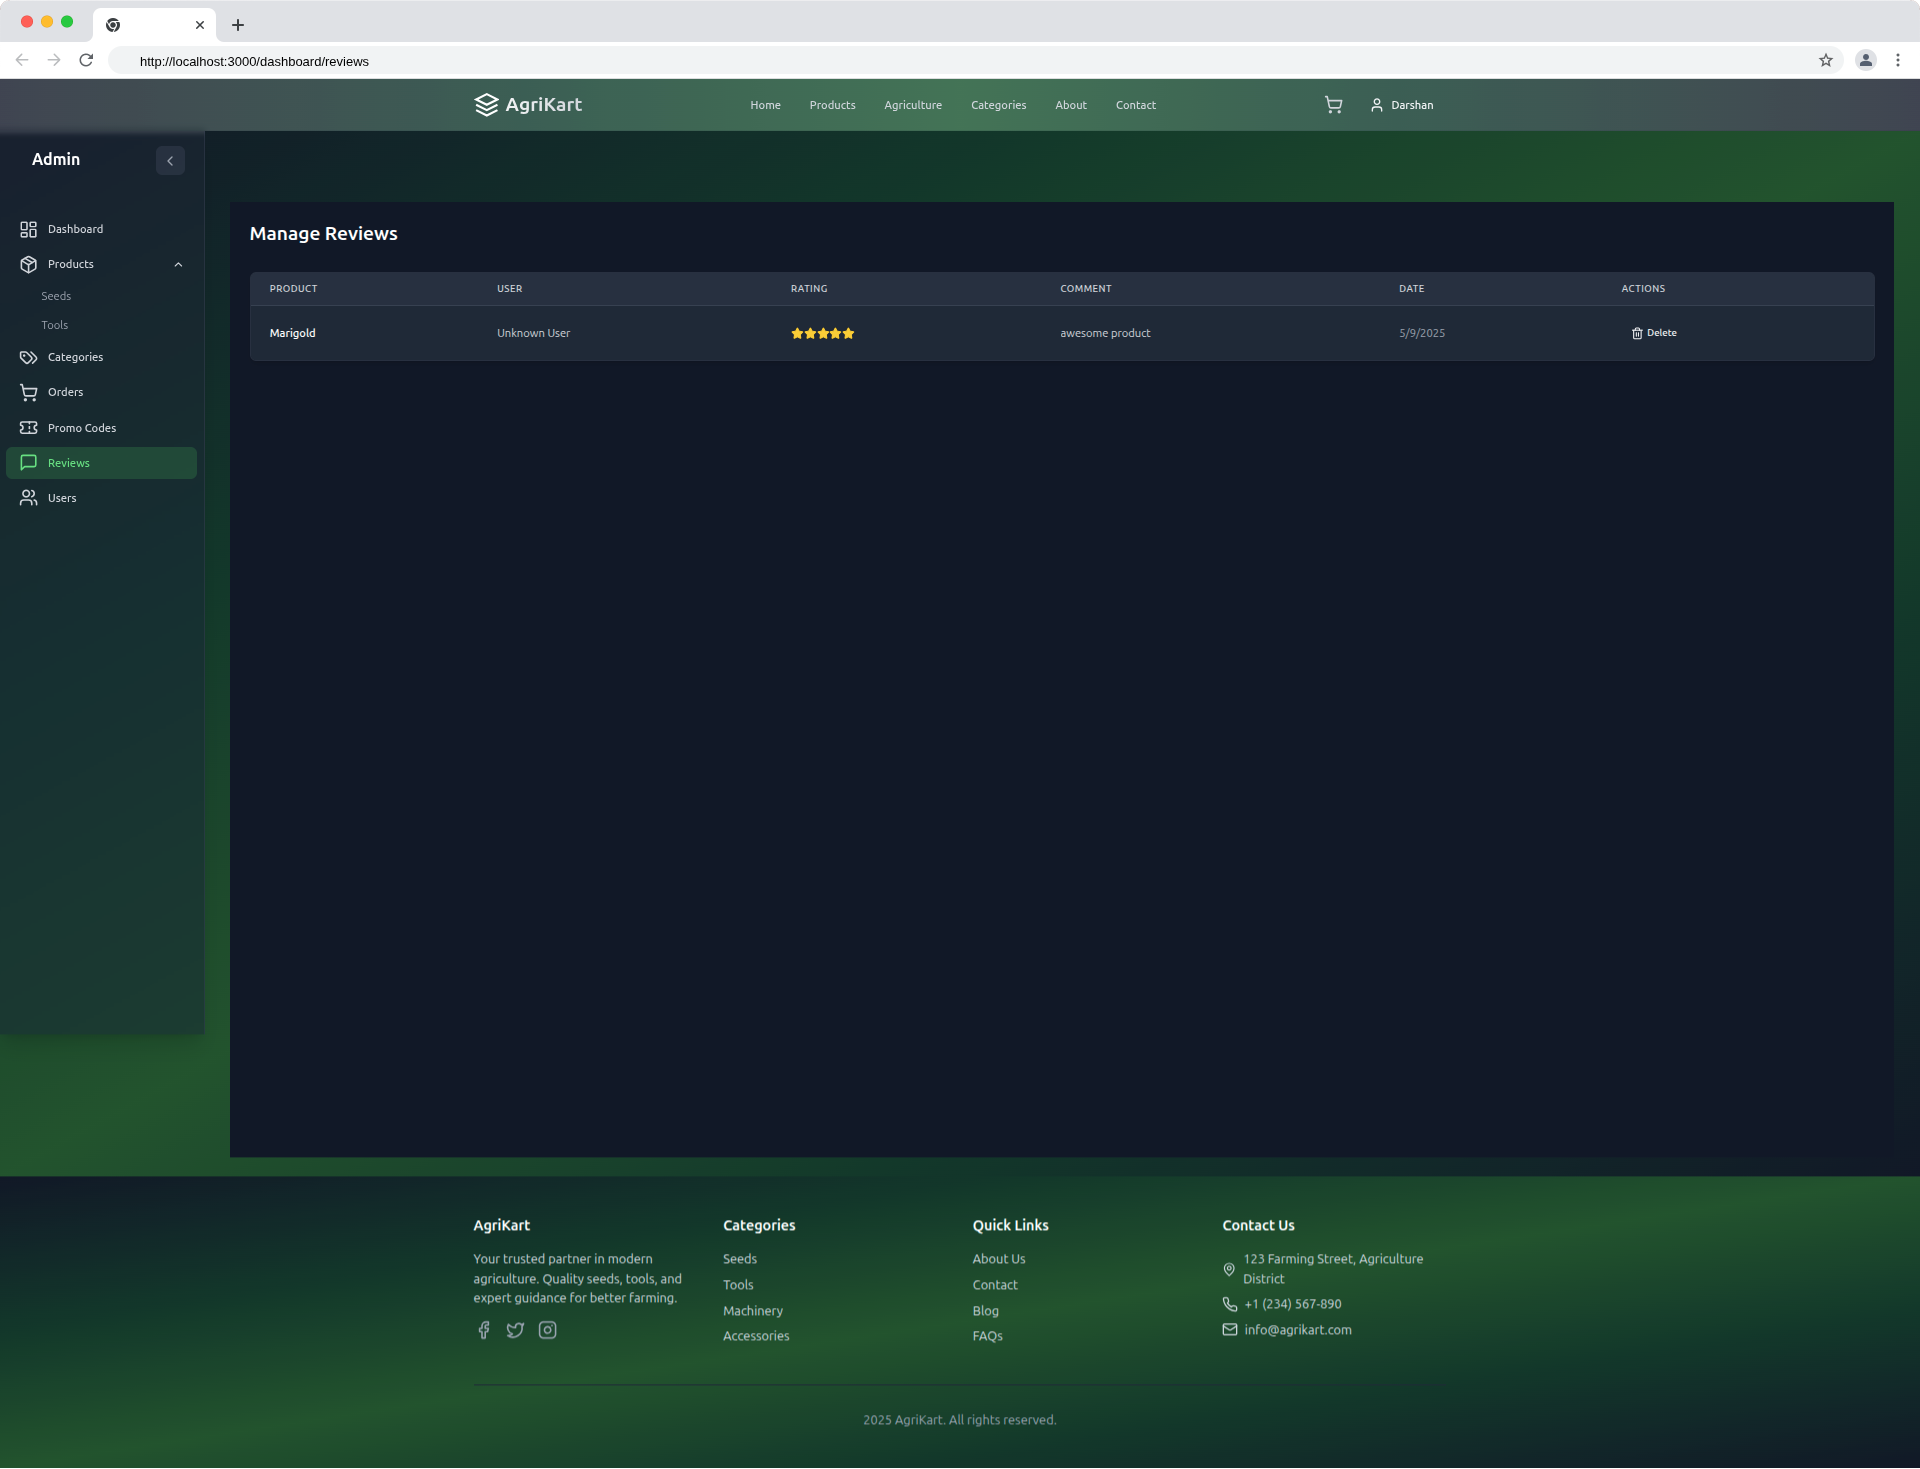 http://localhost:3000/dashboard/reviews
AgriKart
Home
Products
Agriculture
Categories
About
Contact
Darshan
Admin
Dashboard
Products
Seeds
Tools
Categories
Orders
Promo Codes
Reviews
Users
Manage Reviews
PRODUCT USER RATING COMMENT DATE ACTIONS
Marigold Unknown User awesome product 5/9/2025 Delete
AgriKart
Your trusted partner in modern
agriculture. Quality seeds, tools, and
expert guidance for better farming.
Categories
Seeds
Tools
Machinery
Accessories
Quick Links
About Us
Contact
Blog
FAQs
Contact Us
123 Farming Street, Agriculture
District
+1 (234) 567-890
info@agrikart.com
2025 AgriKart. All rights reserved.